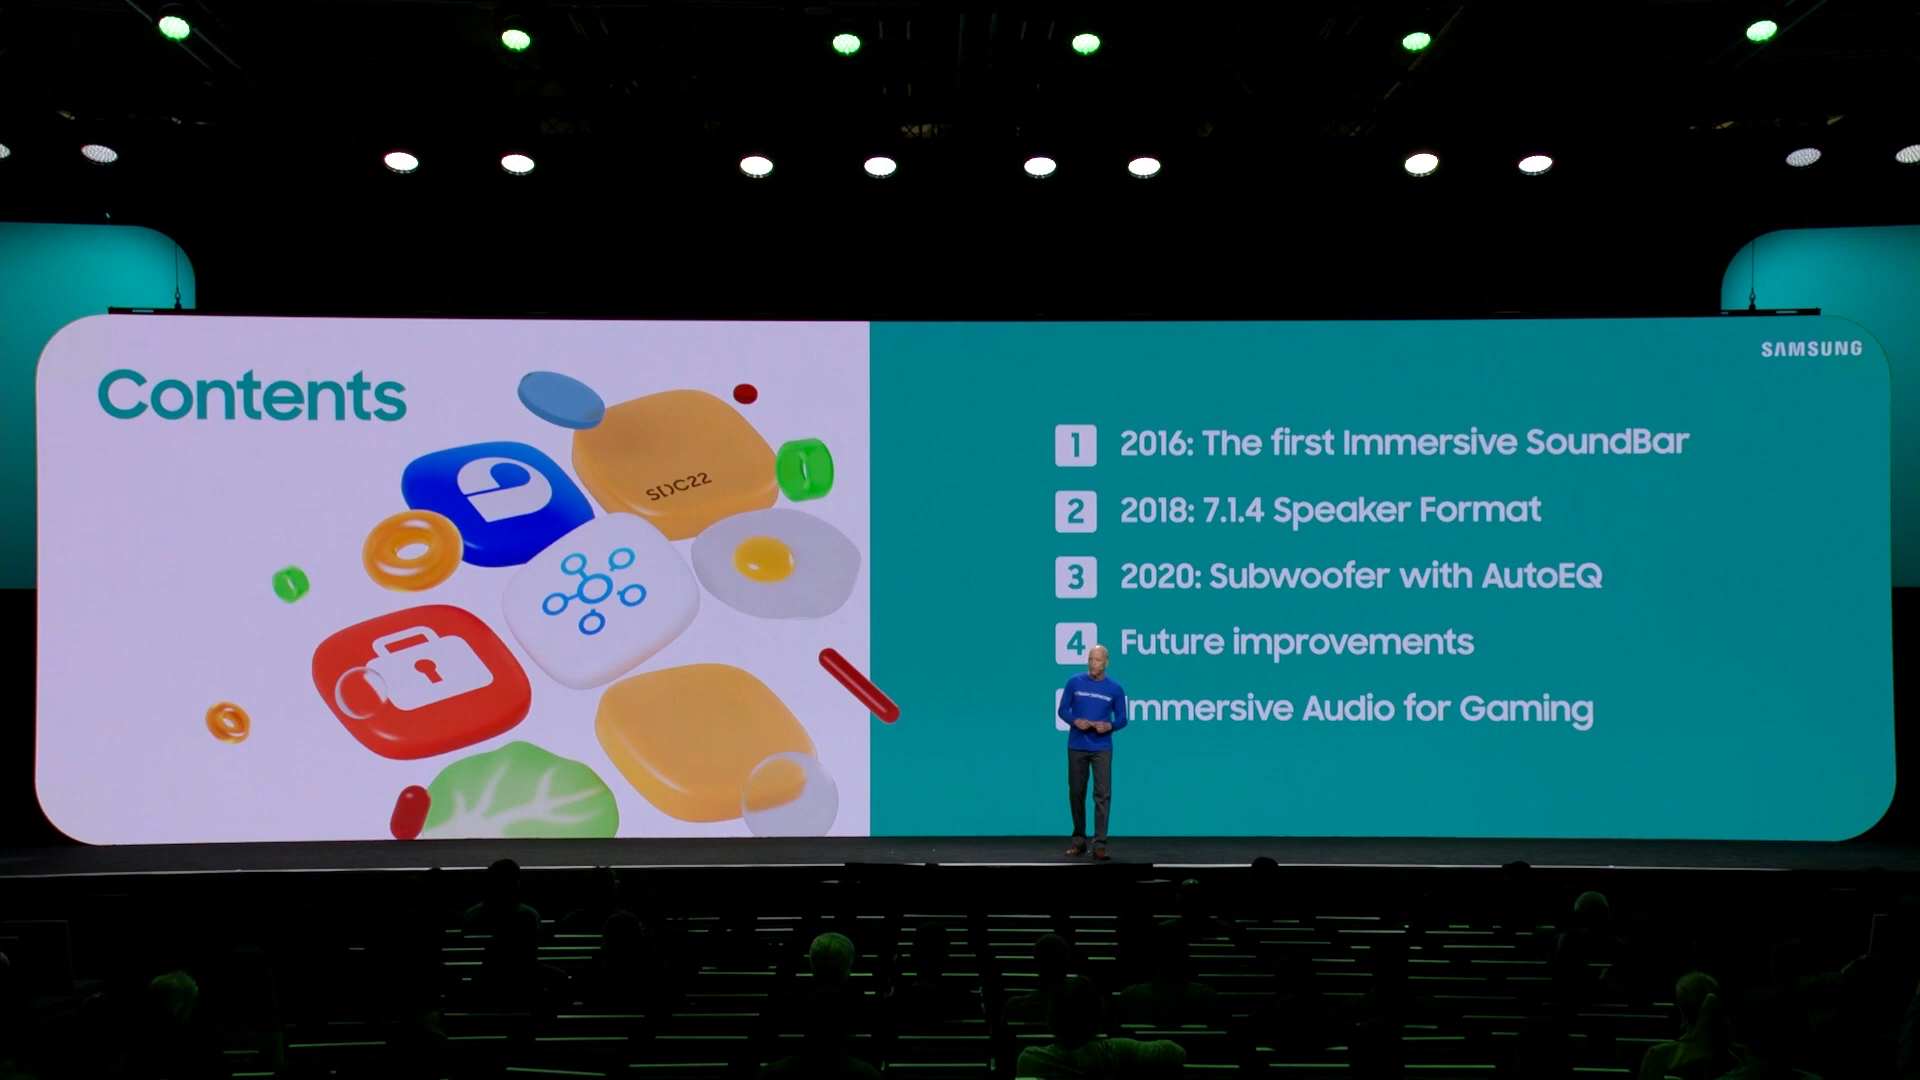 SAMSUNG
Contents
SDC22
1 2016: The first Immersive SoundBar
2 2018: 7.1.4 Speaker Format
3 2020: Subwoofer with AutoEQ
4 Future improvements
Immersive Audio for Gaming